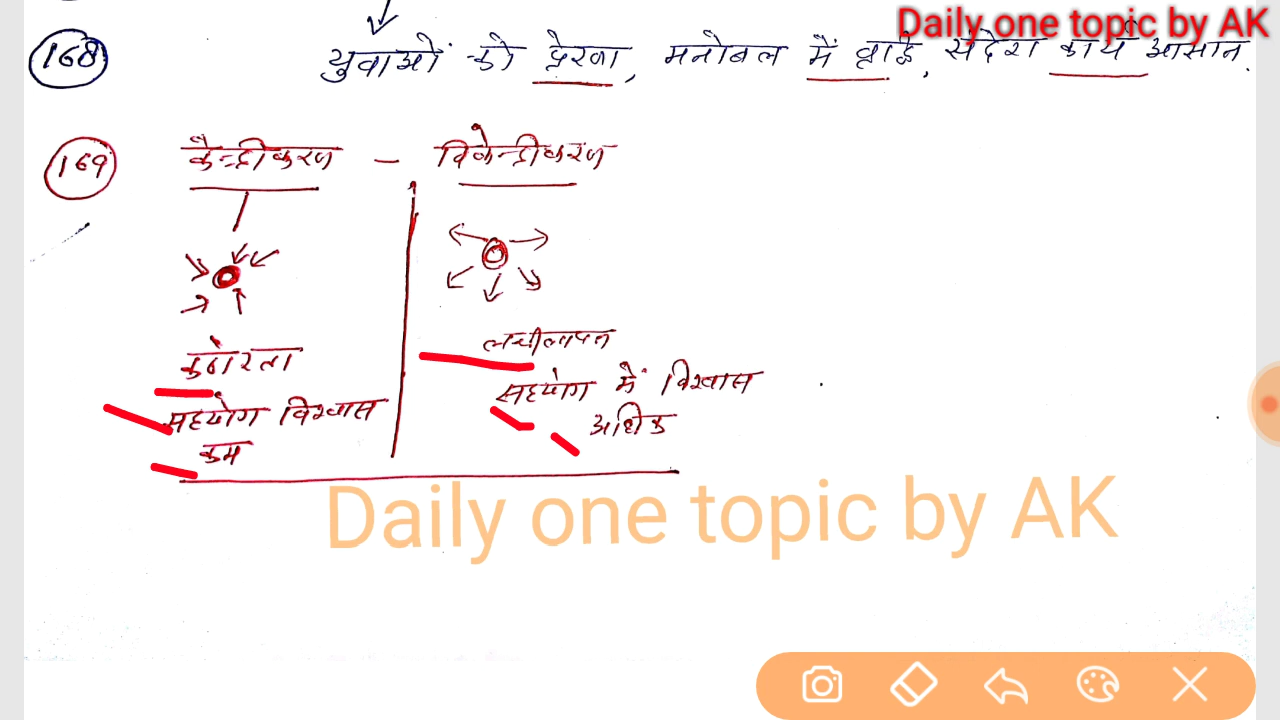 Daily one topic by AK
168 युवाओं को प्रेरणा, मनोबल में वृद्धि, संदेश कार्य आसान.
169 केन्द्रीकरण – विकेन्द्रीकरण
कठोरता
लचीलापन
सहयोग विश्वास
कम
सहयोग में विश्वास
अधिक
Daily one topic by AK